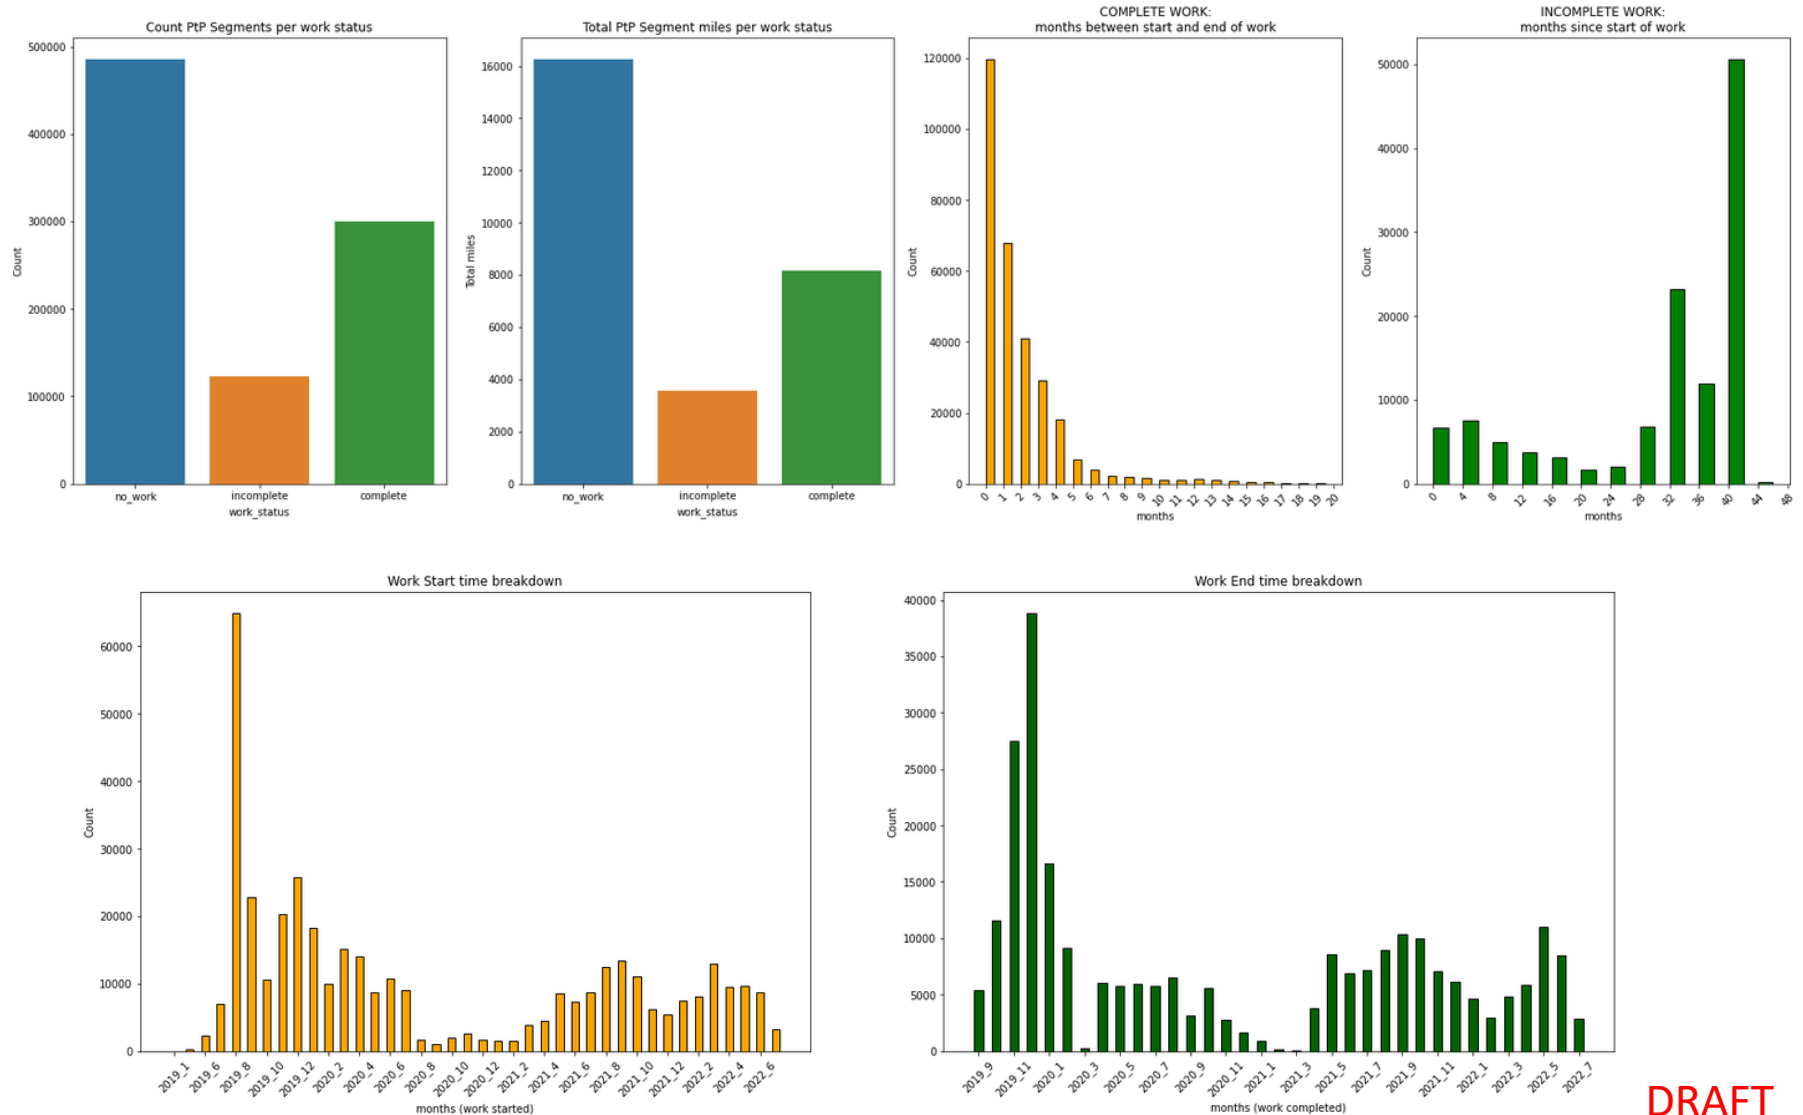 Count PtP Segments per work status
500000
400000
300000
200000
100000
0
Count
no_work incomplete complete
work_status
Total PtP Segment miles per work status
16000
14000
12000
10000
8000
6000
4000
2000
0
Total miles
no_work incomplete complete
work_status
COMPLETE WORK:
months between start and end of work
120000
100000
80000
60000
40000
20000
0
Count
0 1 2 3 4 5 6 7 8 9 10 11 12 13 14 15 16 17 18 19 20
months
INCOMPLETE WORK:
months since start of work
50000
40000
30000
20000
10000
0
Count
0 4 8 12 16 20 24 28 32 36 40 44 48
months
Work Start time breakdown
60000
50000
40000
30000
20000
10000
0
Count
2019_1 2019_6 2019_8 2019_10 2019_12 2020_2 2020_4 2020_6 2020_8 2020_10 2020_12 2021_2 2021_4 2021_6 2021_8 2021_10 2021_12 2022_2 2022_4 2022_6
months (work started)
Work End time breakdown
40000
35000
30000
25000
20000
15000
10000
5000
0
Count
2019_9 2019_11 2020_1 2020_3 2020_5 2020_7 2020_9 2020_11 2021_1 2021_3 2021_5 2021_7 2021_9 2021_11 2022_1 2022_3 2022_5 2022_7
months (work completed)
DRAFT